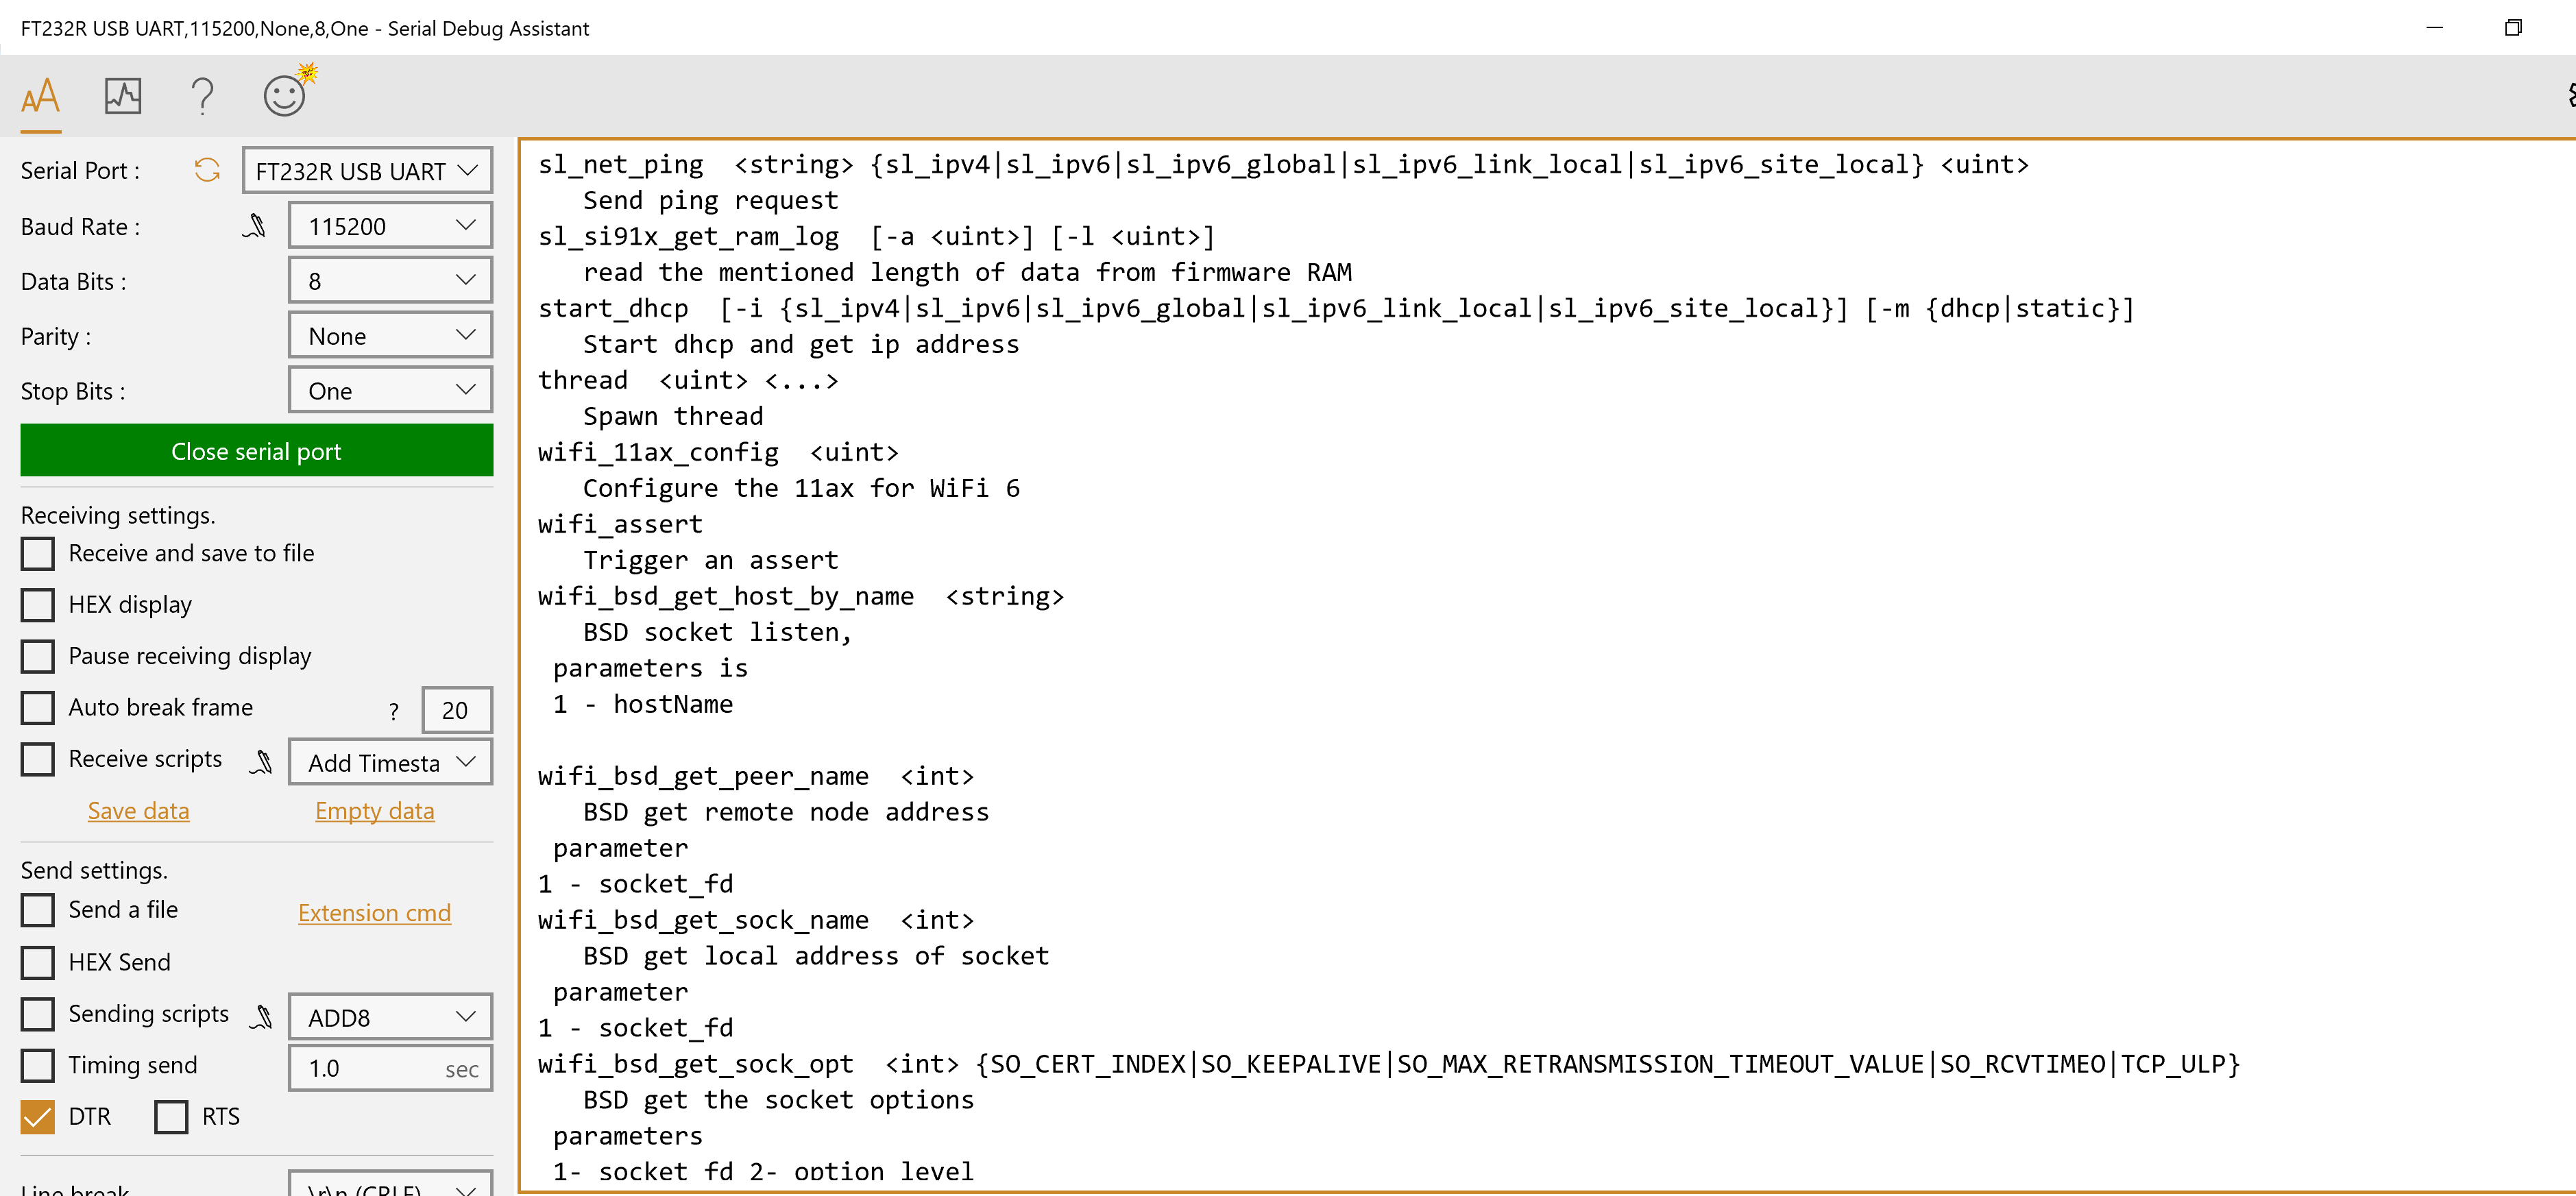 FT232R USB UART,115200,None,8,One - Serial Debug Assistant
Serial Port :
FT232R USB UART
Baud Rate :
115200
Data Bits :
8
Parity :
None
Stop Bits :
One
Close serial port
Receiving settings.
Receive and save to file
HEX display
Pause receiving display
Auto break frame
?
20
Receive scripts
Add Timesta
Save data
Empty data
Send settings.
Send a file
Extension cmd
HEX Send
Sending scripts
ADD8
Timing send
1.0
sec
DTR
RTS
Line break
\r\n (CRLF)
sl_net_ping  <string> {sl_ipv4|sl_ipv6|sl_ipv6_global|sl_ipv6_link_local|sl_ipv6_site_local} <uint>
   Send ping request
sl_si91x_get_ram_log  [-a <uint>] [-l <uint>]
   read the mentioned length of data from firmware RAM
start_dhcp  [-i {sl_ipv4|sl_ipv6|sl_ipv6_global|sl_ipv6_link_local|sl_ipv6_site_local}] [-m {dhcp|static}]
   Start dhcp and get ip address
thread  <uint> <...>
   Spawn thread
wifi_11ax_config  <uint>
   Configure the 11ax for WiFi 6
wifi_assert
   Trigger an assert
wifi_bsd_get_host_by_name  <string>
   BSD socket listen,
 parameters is
 1 - hostName
wifi_bsd_get_peer_name  <int>
   BSD get remote node address
 parameter
1 - socket_fd
wifi_bsd_get_sock_name  <int>
   BSD get local address of socket
 parameter
1 - socket_fd
wifi_bsd_get_sock_opt  <int> {SO_CERT_INDEX|SO_KEEPALIVE|SO_MAX_RETRANSMISSION_TIMEOUT_VALUE|SO_RCVTIMEO|TCP_ULP}
   BSD get the socket options
 parameters
 1- socket fd 2- option level